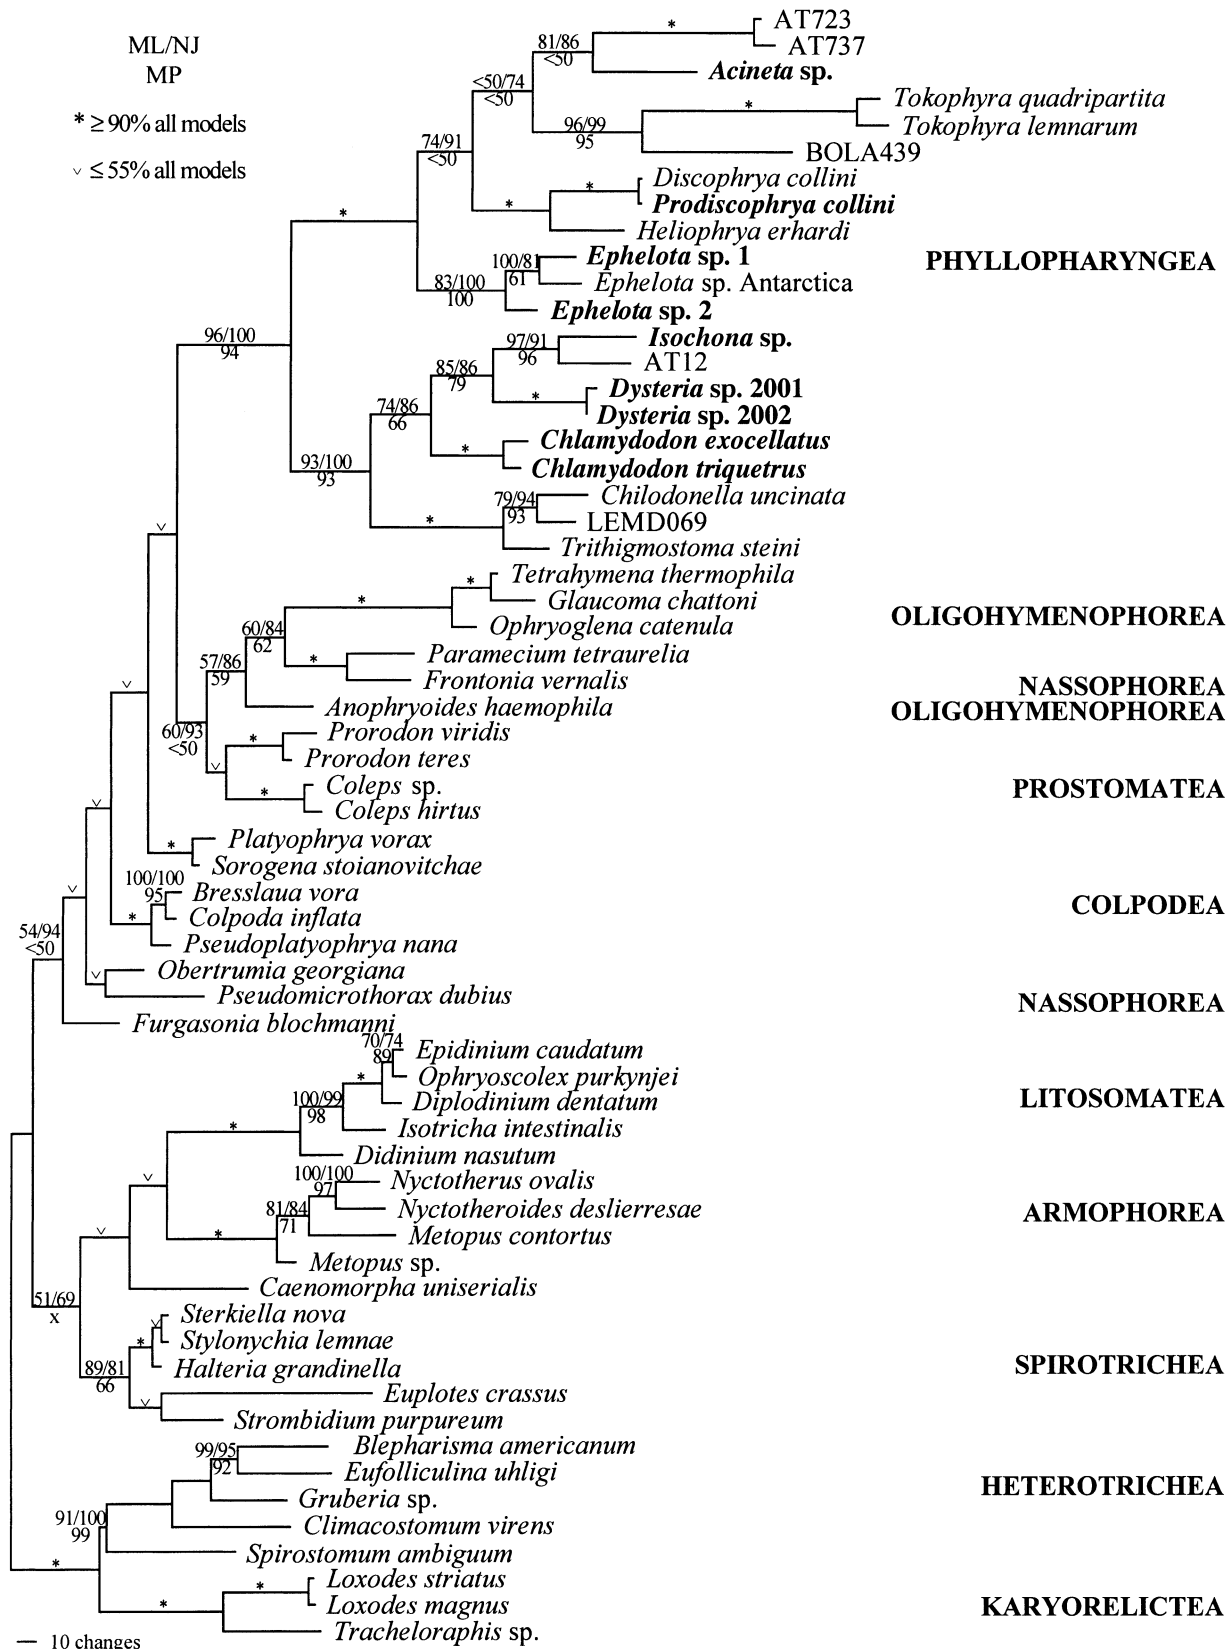 ML/NJ
MP
* ≥ 90% all models
˅ ≤ 55% all models
* AT723
81/86
<50
AT737
Acineta sp.
<50/74
<50
* Tokophyra quadripartita
96/99
95
Tokophyra lemnarum
74/91
<50
BOLA439
* Discophrya collini
* Prodiscophrya collini
Heliophrya erhardi
*
100/81
61
Ephelota sp. 1
PHYLLOPHARYNGEA
83/100
100
Ephelota sp. Antarctica
Ephelota sp. 2
96/100
94
97/91
96
Isochona sp.
85/86
79
AT12
* Dysteria sp. 2001
Dysteria sp. 2002
74/86
66
* Chlamydodon exocellatus
93/100
93
Chlamydodon triquetrus
79/94
93
Chilodonella uncinata
* LEMD069
Trithigmostoma steini
˅
* Tetrahymena thermophila
* Glaucoma chattoni
OLIGOHYMENOPHOREA
Ophryoglena catenula
60/84
62
* Paramecium tetraurelia
57/86
59
Frontonia vernalis
NASSOPHOREA
˅
Anophryoides haemophila
OLIGOHYMENOPHOREA
60/93
<50
* Prorodon viridis
Prorodon teres
˅
* Coleps sp.
PROSTOMATEA
Coleps hirtus
˅
* Platyophrya vorax
Sorogena stoianovitchae
100/100
95
Bresslaua vora
˅
* Colpoda inflata
COLPODEA
54/94
<50
Pseudoplatyophrya nana
˅ Obertrumia georgiana
Pseudomicrothorax dubius
NASSOPHOREA
Furgasonia blochmanni
70/74
89
Epidinium caudatum
* Ophryoscolex purkynjei
100/99
98
Diplodinium dentatum
LITOSOMATEA
* Isotricha intestinalis
Didinium nasutum
˅
100/100
97
Nyctotherus ovalis
81/84
71
Nyctotheroides deslierresae
ARMOPHOREA
˅
* Metopus contortus
Metopus sp.
Caenomorpha uniserialis
51/69
x
˅ Sterkiella nova
* Stylonychia lemnae
89/81
66
Halteria grandinella
SPIROTRICHEA
˅ Euplotes crassus
Strombidium purpureum
99/95
92
Blepharisma americanum
Eufolliculina uhligi
HETEROTRICHEA
Gruberia sp.
91/100
99
Climacostomum virens
Spirostomum ambiguum
*
* Loxodes striatus
* Loxodes magnus
KARYORELICTEA
Tracheloraphis sp.
10 changes